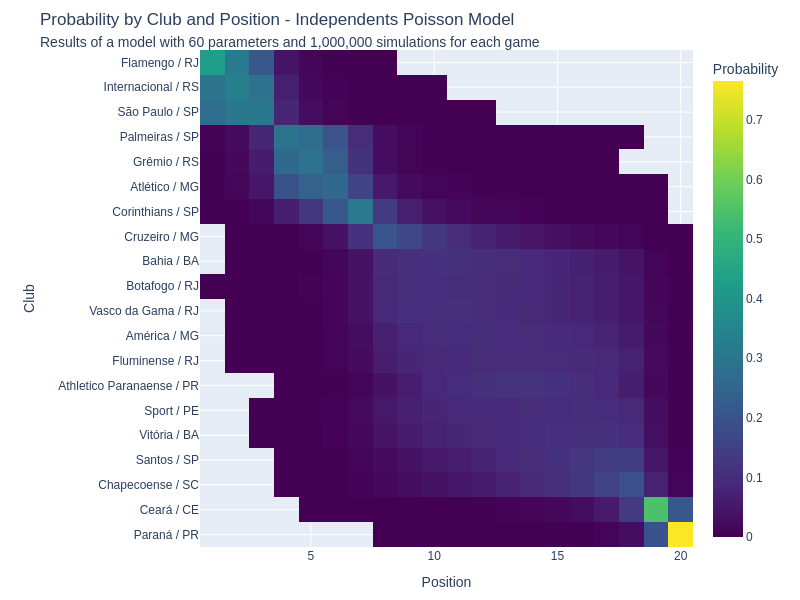 Probability by Club and Position - Independents Poisson Model
Results of a model with 60 parameters and 1,000,000 simulations for each game
Probability
Flamengo / RJ
Internacional / RS
São Paulo / SP
Palmeiras / SP
Grêmio / RS
Atlético / MG
Corinthians / SP
Cruzeiro / MG
Bahia / BA
Botafogo / RJ
Vasco da Gama / RJ
América / MG
Fluminense / RJ
Athletico Paranaense / PR
Sport / PE
Vitória / BA
Santos / SP
Chapecoense / SC
Ceará / CE
Paraná / PR
Club
5
10
15
20
Position
0.7
0.6
0.5
0.4
0.3
0.2
0.1
0